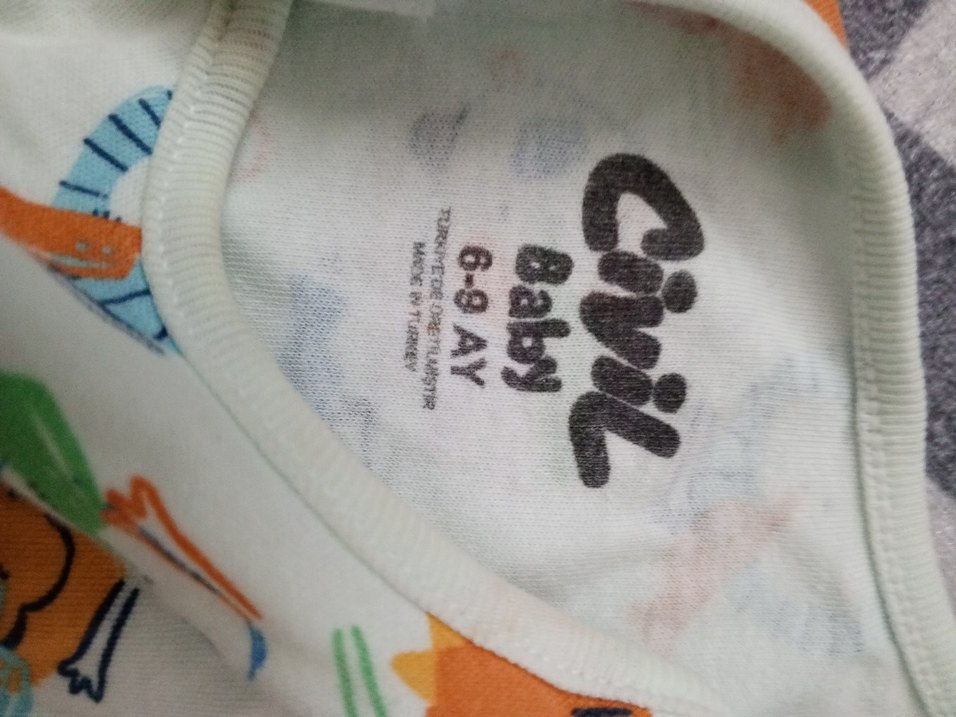 Civil
Baby
6-9 AY
TÜRKİYE'DE ÜRETİLMİŞTİR
MADE IN TURKEY